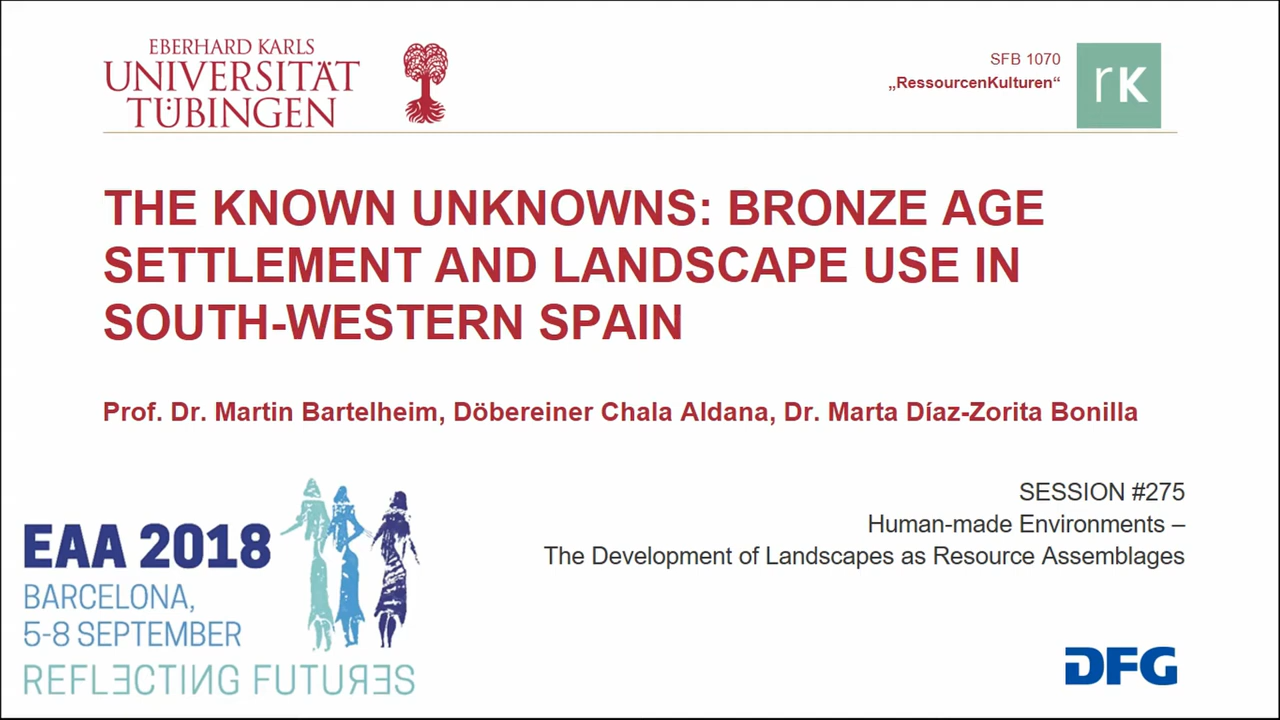 EBERHARD KARLS
UNIVERSITÄT
TÜBINGEN
SFB 1070
„RessourcenKulturen“
rK
THE KNOWN UNKNOWNS: BRONZE AGE
SETTLEMENT AND LANDSCAPE USE IN
SOUTH-WESTERN SPAIN
Prof. Dr. Martin Bartelheim, Döbereiner Chala Aldana, Dr. Marta Díaz-Zorita Bonilla
SESSION #275
Human-made Environments –
The Development of Landscapes as Resource Assemblages
EAA 2018
BARCELONA,
5-8 SEPTEMBER
REFLECTING FUTURES
DFG